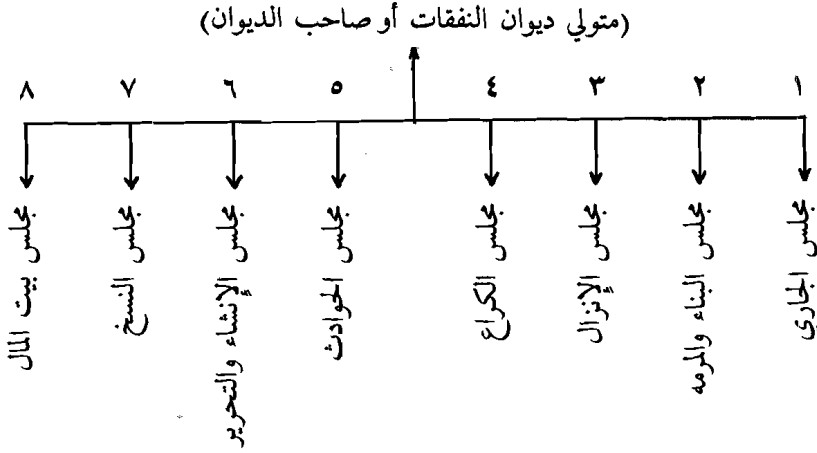 (متولي ديوان النفقات أو صاحب الديوان)
١ ٢ ٣ ٤ ٥ ٦ ٧ ٨
مجلس الجاري
مجلس البناء والمرمه
مجلس الإنزال
مجلس الكراع
مجلس الحوادث
مجلس الإنشاء والتحرير
مجلس النسخ
مجلس بيت المال